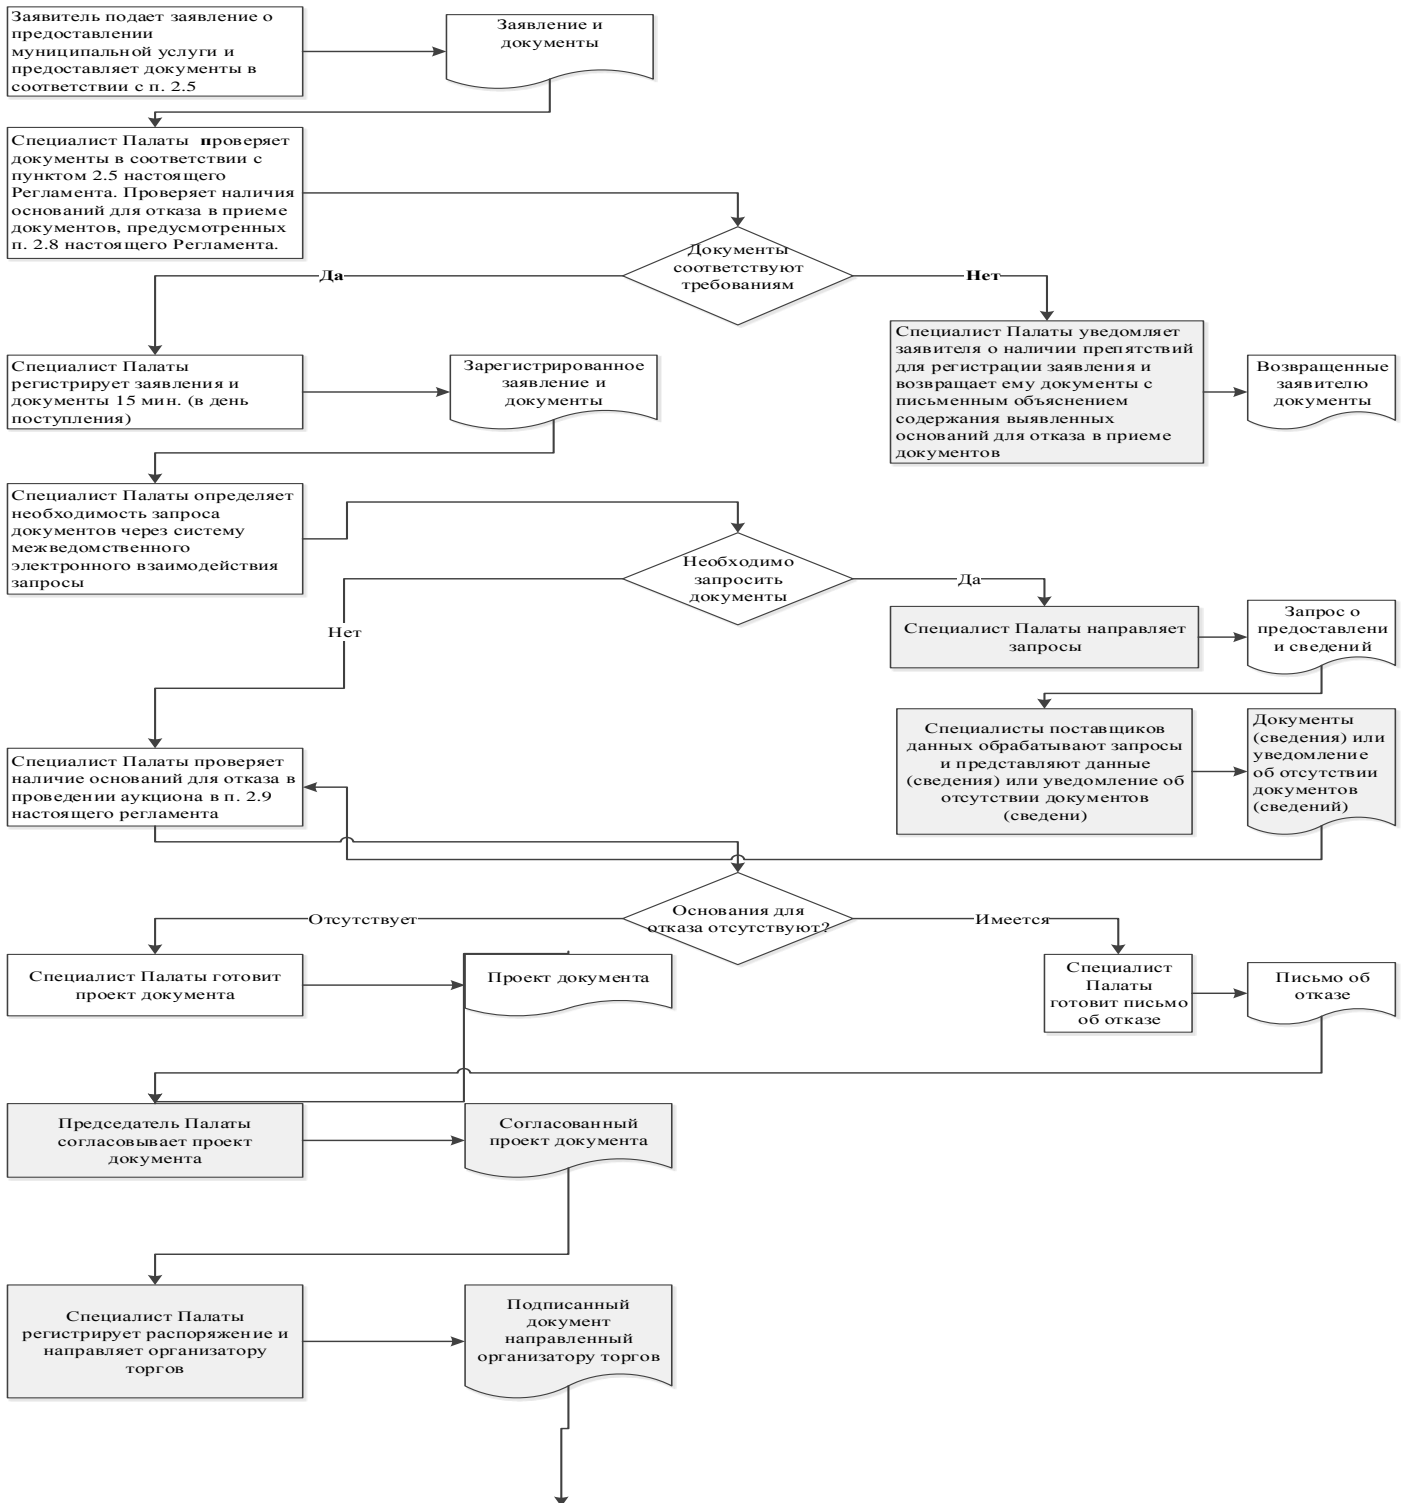 Заявитель подает заявление о
предоставлении
муниципальной услуги и
предоставляет документы в
соответствии с п. 2.5
Заявление и
документы
Специалист Палаты  проверяет
документы в соответствии с
пунктом 2.5 настоящего
Регламента. Проверяет наличия
оснований для отказа в приеме
документов, предусмотренных
п. 2.8 настоящего Регламента.
Документы
соответствуют
требованиям
Да
Нет
Специалист Палаты
регистрирует заявления и
документы 15 мин. (в день
поступления)
Зарегистрированное
заявление и
документы
Специалист Палаты уведомляет
заявителя о наличии препятствий
для регистрации заявления и
возвращает ему документы с
письменным объяснением
содержания выявленных
оснований для отказа в приеме
документов
Возвращенные
заявителю
документы
Специалист Палаты определяет
необходимость запроса
документов через систему
межведомственного
электронного взаимодействия
запросы
Необходимо
запросить
документы
Да
Нет
Специалист Палаты направляет
запросы
Запрос о
предоставлени
и сведений
Специалисты поставщиков
данных обрабатывают запросы
и представляют данные
(сведения) или уведомление об
отсутствии документов
(сведени)
Документы
(сведения) или
уведомление
об отсутствии
документов
(сведений)
Специалист Палаты проверяет
наличие оснований для отказа в
проведении аукциона в п. 2.9
настоящего регламента
Основания для
отказа отсутствуют?
Отсутствует
Имеется
Специалист Палаты готовит
проект документа
Проект документа
Специалист
Палаты
готовит письмо
об отказе
Письмо об
отказе
Председатель Палаты
согласовывает проект
документа
Согласованный
проект документа
Специалист Палаты
регистрирует распоряжение и
направляет организатору
торгов
Подписанный
документ
направленный
организатору торгов